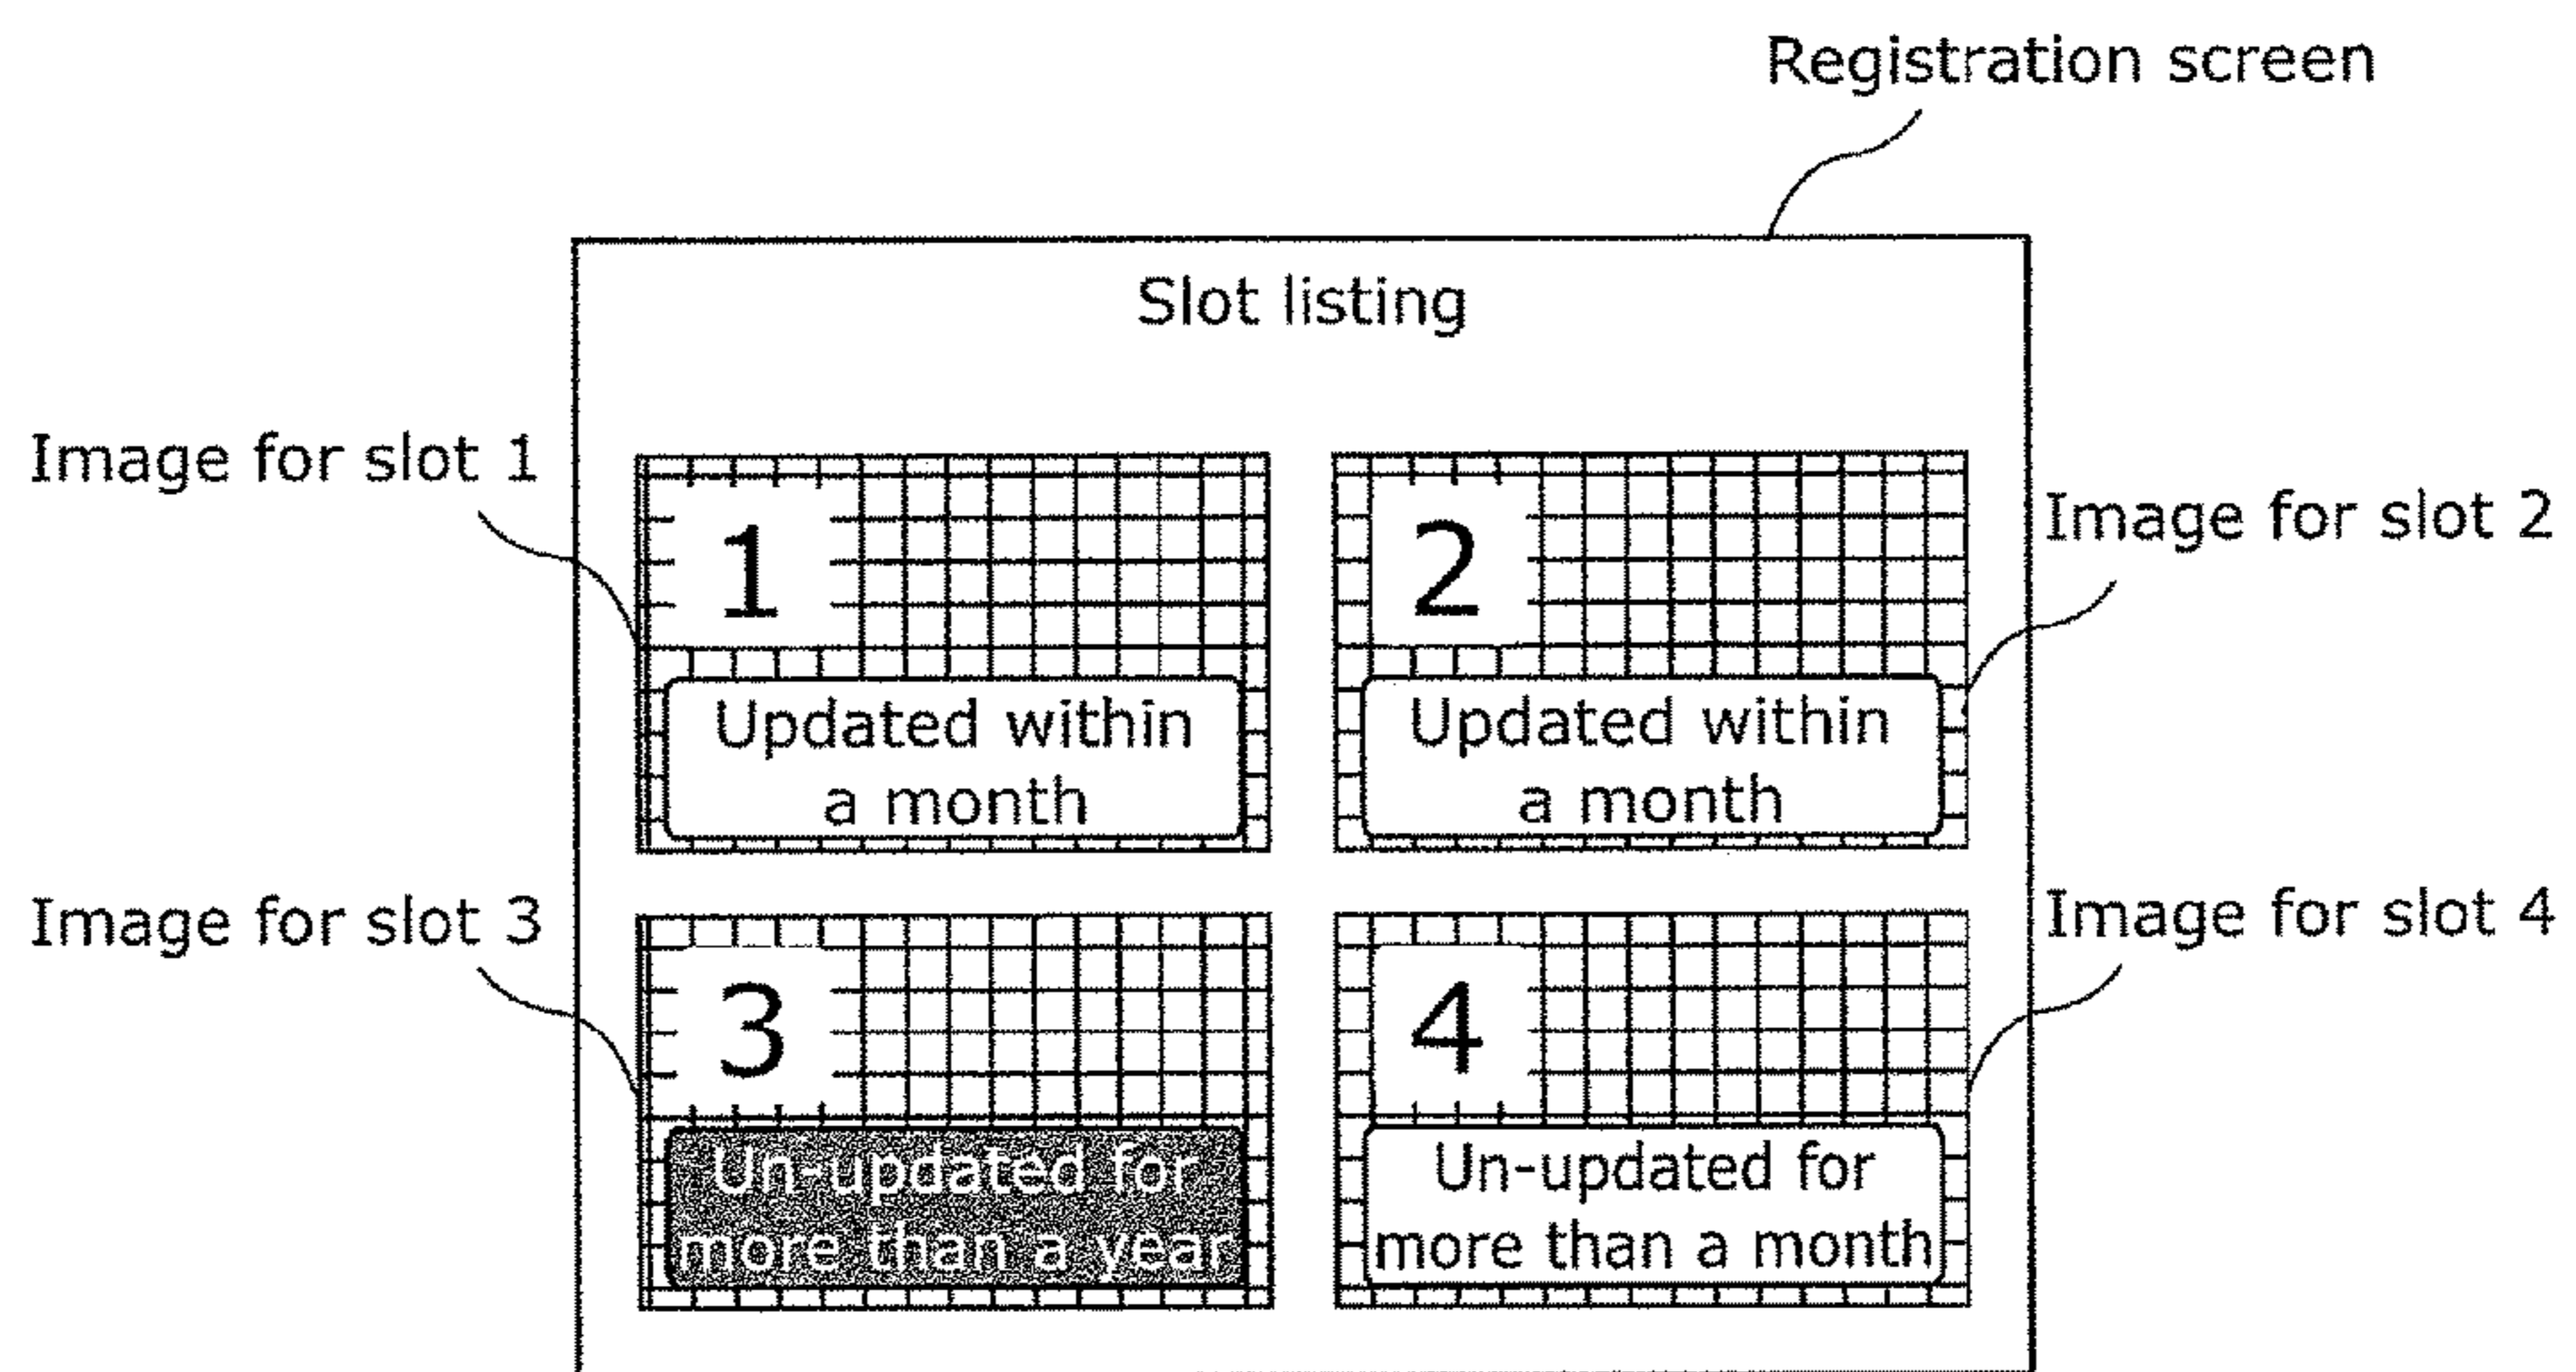 Registration screen
Slot listing
Image for slot 1
1
Updated within
a month
2
Updated within
a month
Image for slot 2
Image for slot 3
3
Un-updated for
more than a year
4
Un-updated for
more than a month
Image for slot 4